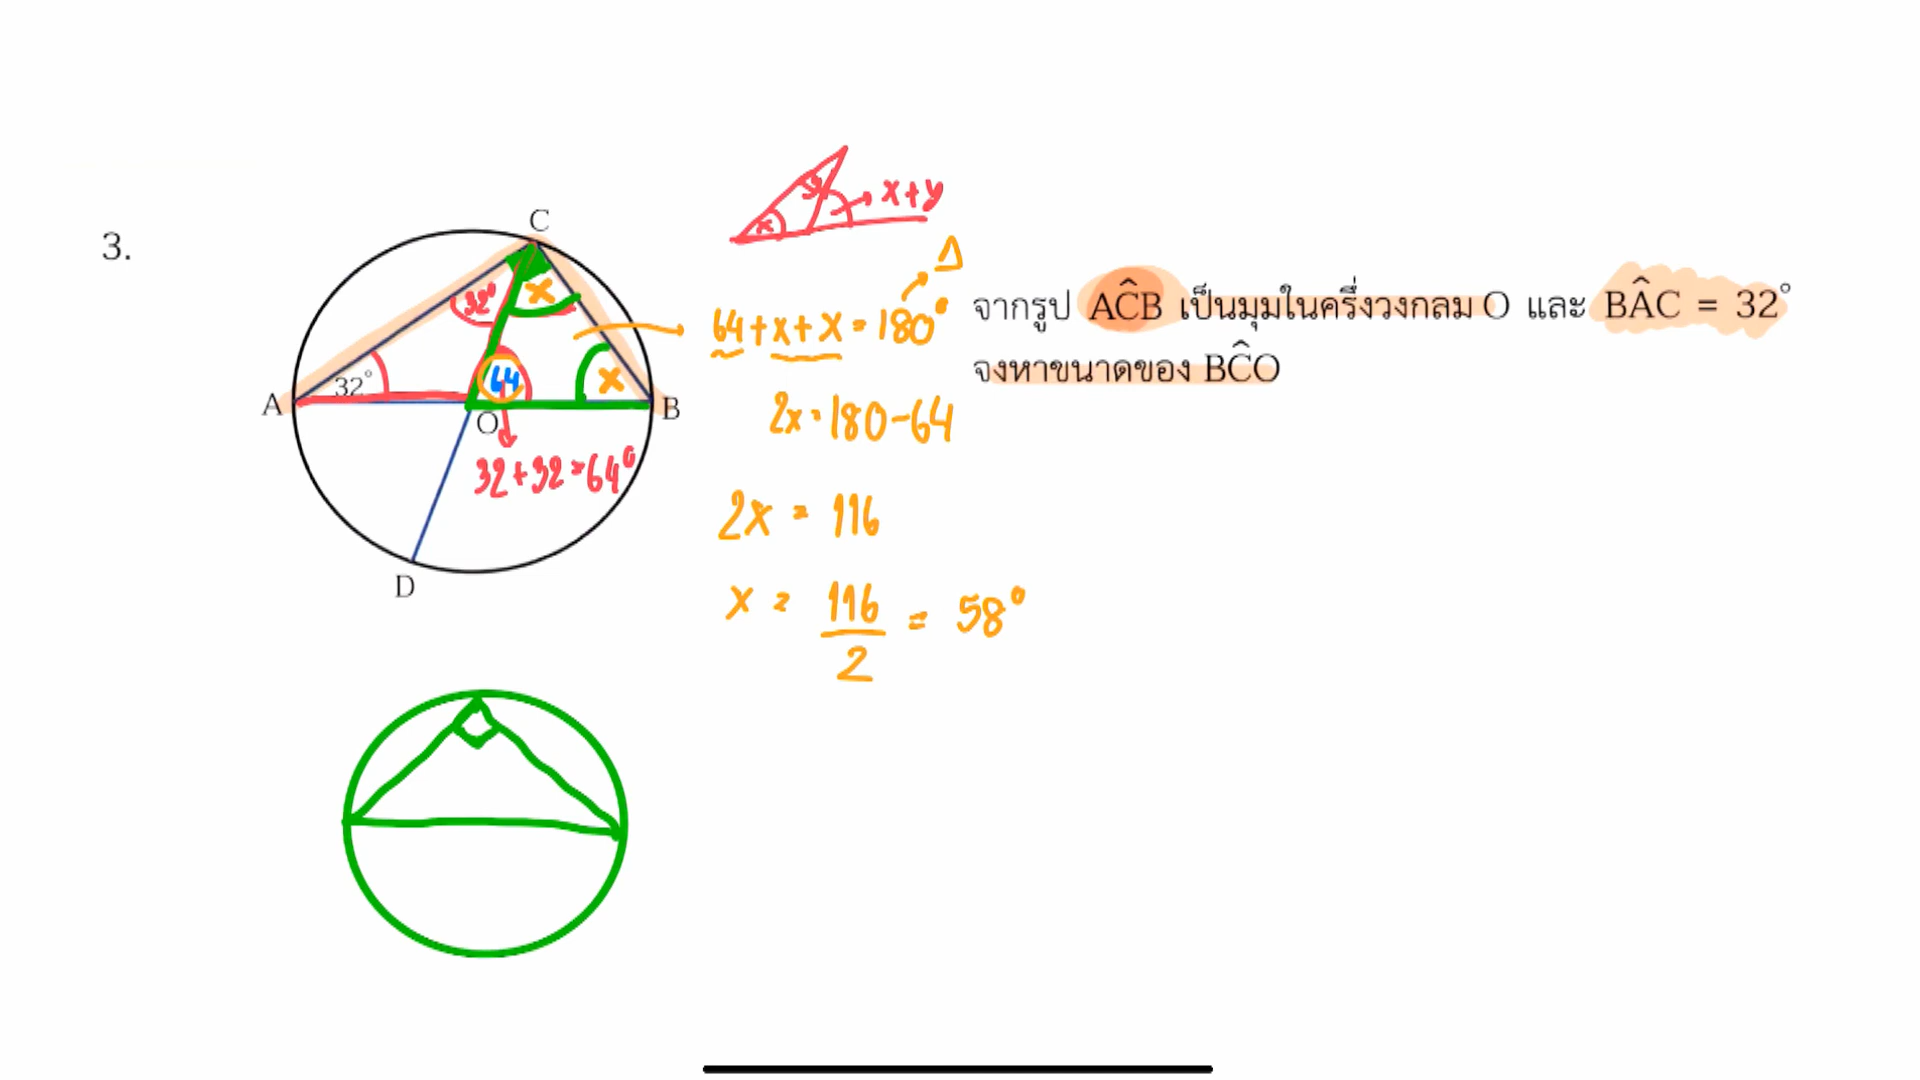 3.
C
A
B
O
D
32°
32°
x
x
64
32+32=64°
x
y
x+y
Δ
64+x+x=180°
2x=180-64
2x = 116
x = 116/2 = 58°
จากรูป AĈB เป็นมุมในครึ่งวงกลม O และ BÂC = 32°
จงหาขนาดของ BĈO